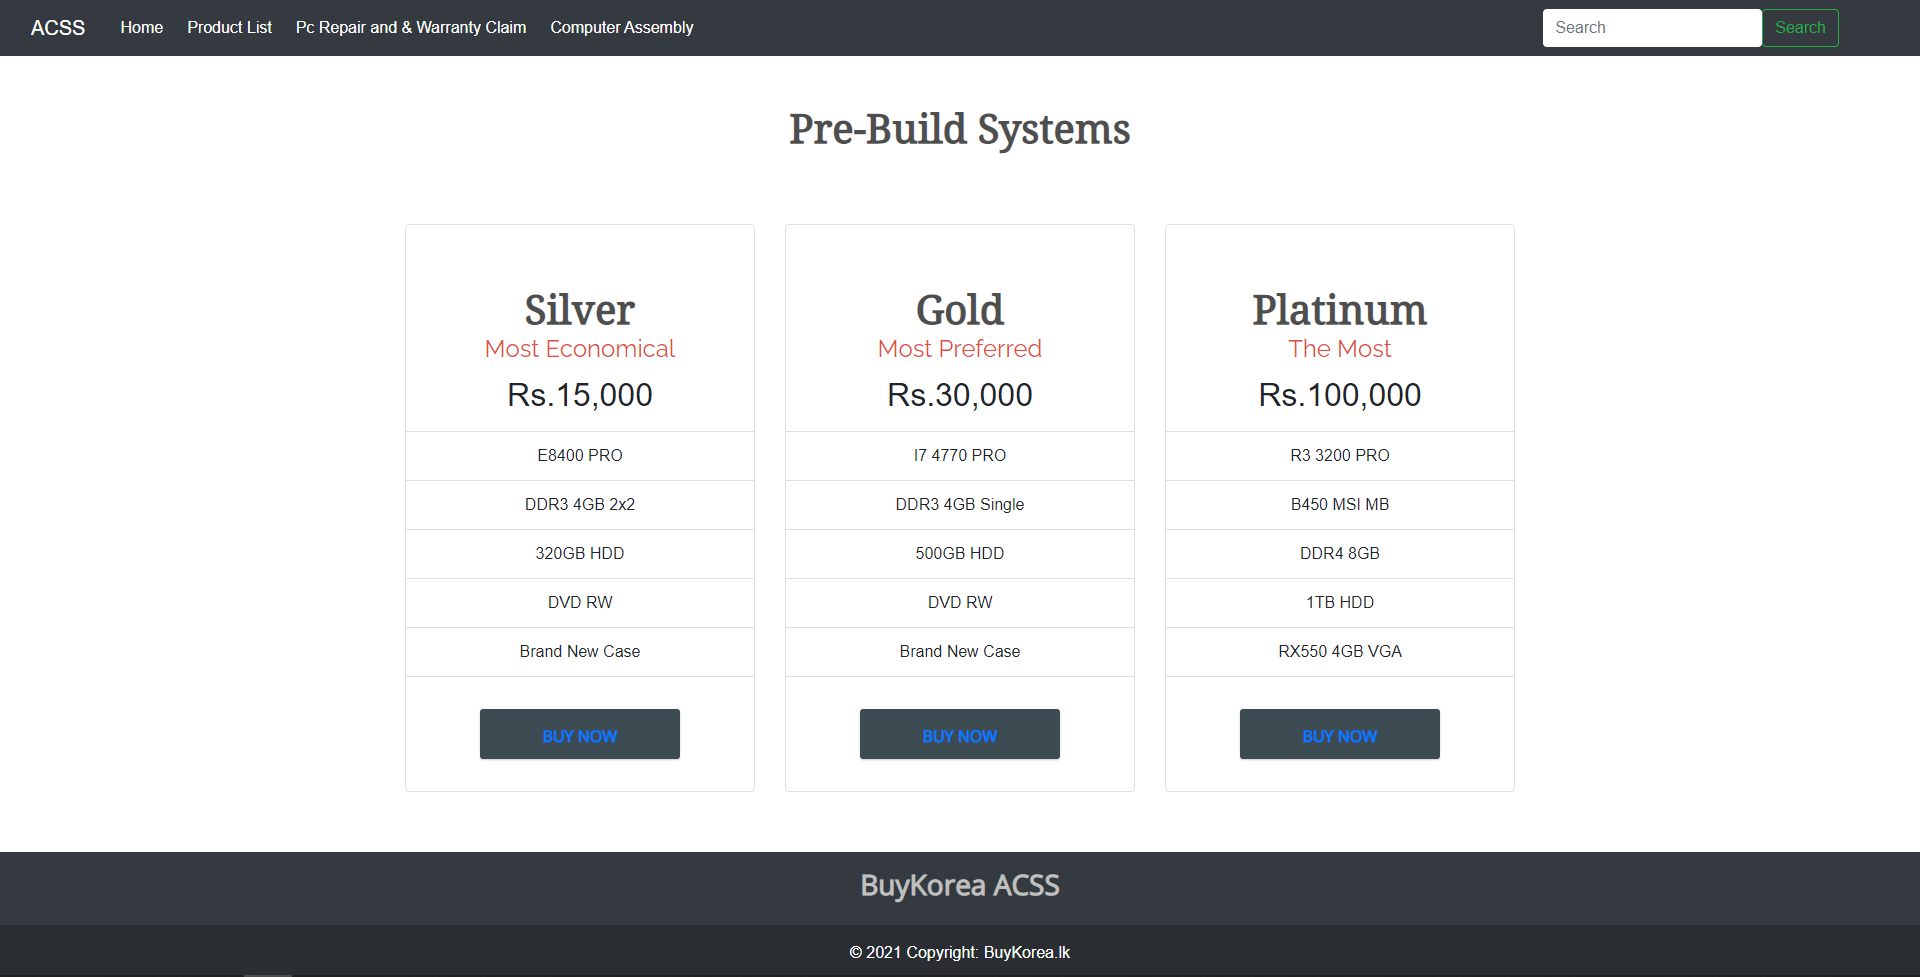 ACSS Home Product List Pc Repair and & Warranty Claim Computer Assembly Search Search
Pre-Build Systems
Silver
Most Economical
Rs.15,000
E8400 PRO
DDR3 4GB 2x2
320GB HDD
DVD RW
Brand New Case
BUY NOW
Gold
Most Preferred
Rs.30,000
I7 4770 PRO
DDR3 4GB Single
500GB HDD
DVD RW
Brand New Case
BUY NOW
Platinum
The Most
Rs.100,000
R3 3200 PRO
B450 MSI MB
DDR4 8GB
1TB HDD
RX550 4GB VGA
BUY NOW
BuyKorea ACSS
© 2021 Copyright: BuyKorea.lk